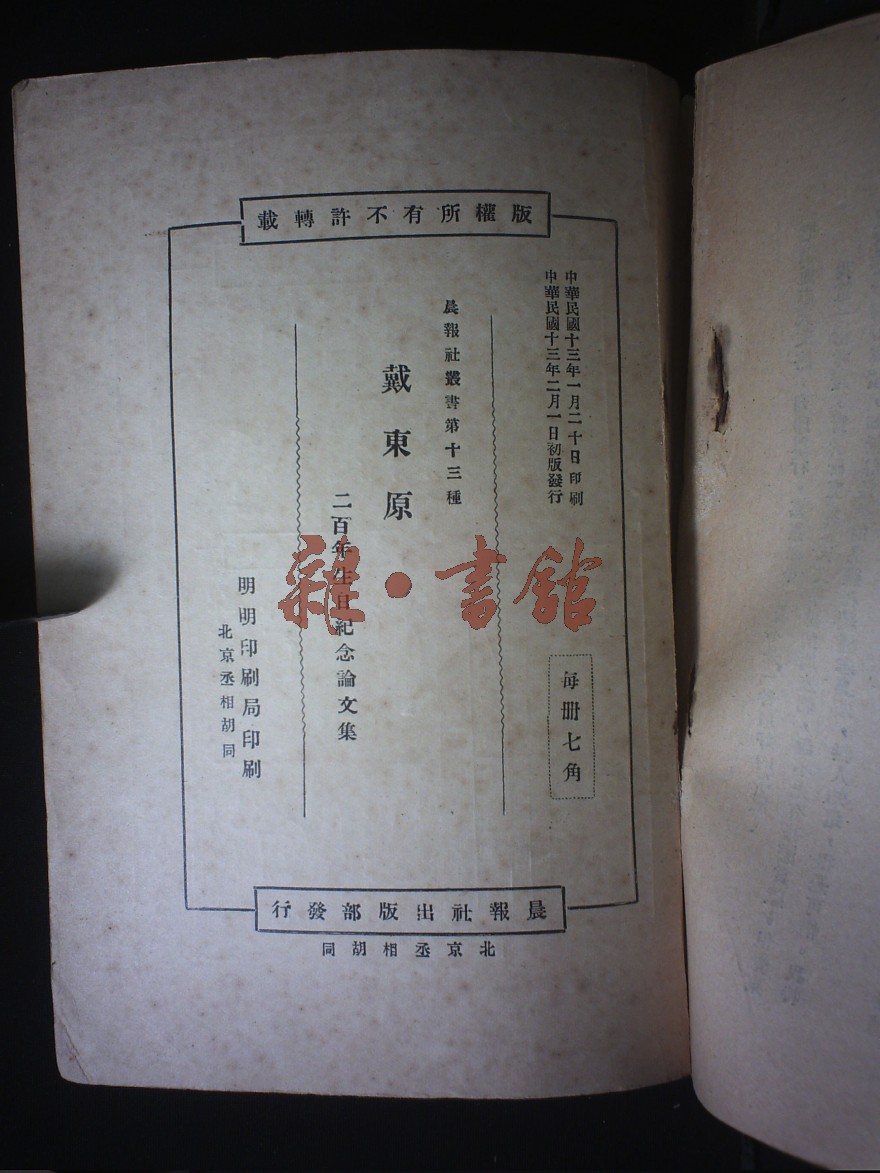 版權所有不許轉載
中華民國十三年一月二十日印刷
中華民國十三年二月一日初版發行
每冊七角
晨報社叢書第十三種
戴東原
二百年生日紀念論文集
明明印刷局印刷
北京丞相胡同
晨報社出版部發行
北京丞相胡同
雜·書館